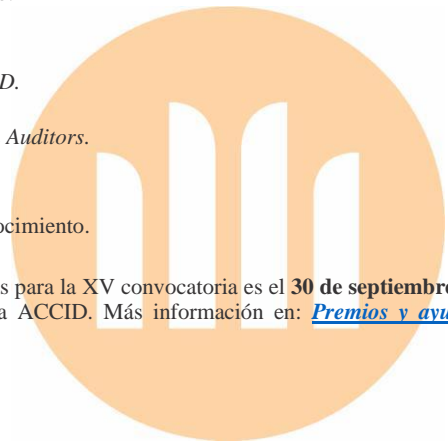 D.
Auditors.
ocimiento.
s para la XV convocatoria es el 30 de septiembre
a ACCID. Más información en: Premios y ayu